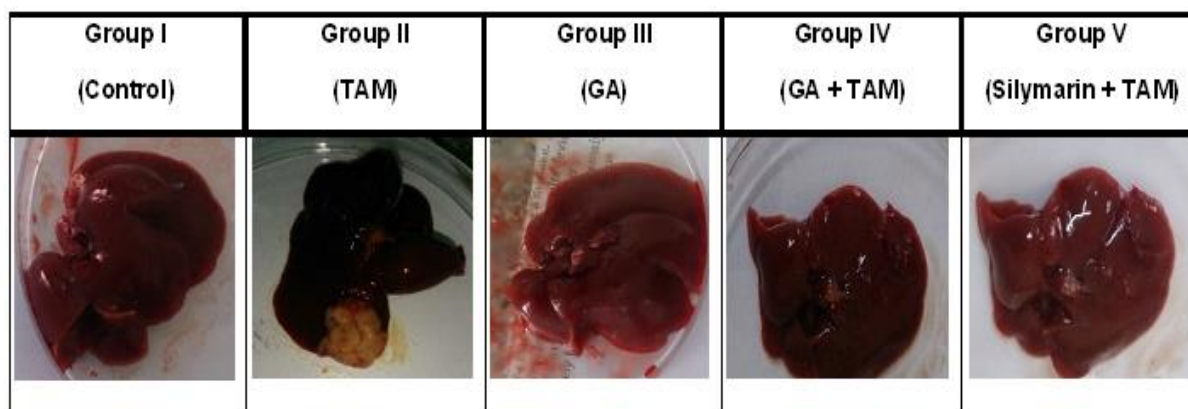 Group I
(Control)
Group II
(TAM)
Group III
(GA)
Group IV
(GA + TAM)
Group V
(Silymarin + TAM)